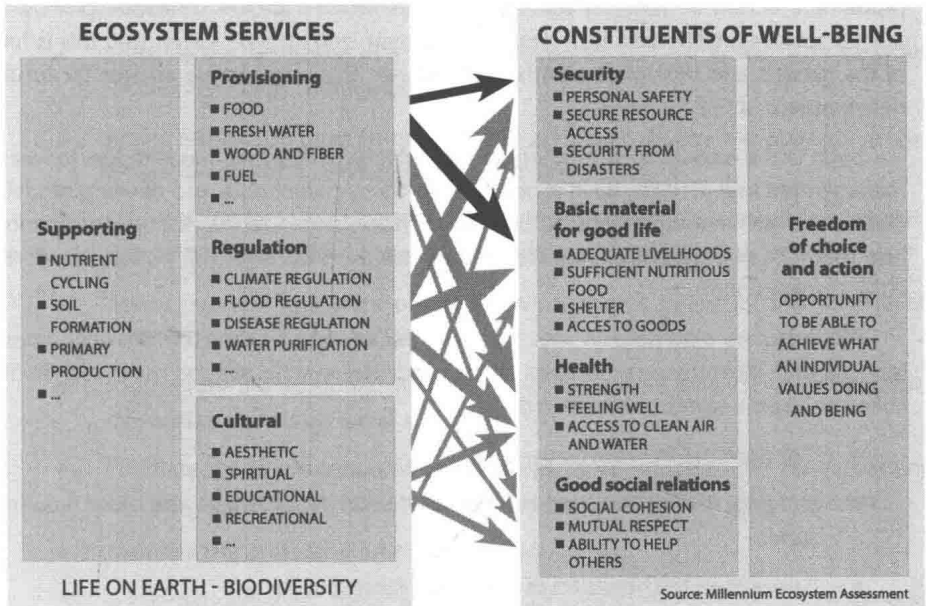 ECOSYSTEM SERVICES
Supporting
■ NUTRIENT
CYCLING
■ SOIL
FORMATION
■ PRIMARY
PRODUCTION
■ ...
Provisioning
■ FOOD
■ FRESH WATER
■ WOOD AND FIBER
■ FUEL
■ ...
Regulation
■ CLIMATE REGULATION
■ FLOOD REGULATION
■ DISEASE REGULATION
■ WATER PURIFICATION
■ ...
Cultural
■ AESTHETIC
■ SPIRITUAL
■ EDUCATIONAL
■ RECREATIONAL
■ ...
LIFE ON EARTH - BIODIVERSITY
CONSTITUENTS OF WELL-BEING
Security
■ PERSONAL SAFETY
■ SECURE RESOURCE
ACCESS
■ SECURITY FROM
DISASTERS
Basic material
for good life
■ ADEQUATE LIVELIHOODS
■ SUFFICIENT NUTRITIOUS
FOOD
■ SHELTER
■ ACCES TO GOODS
Health
■ STRENGTH
■ FEELING WELL
■ ACCESS TO CLEAN AIR
AND WATER
Good social relations
■ SOCIAL COHESION
■ MUTUAL RESPECT
■ ABILITY TO HELP
OTHERS
Freedom
of choice
and action
OPPORTUNITY
TO BE ABLE TO
ACHIEVE WHAT
AN INDIVIDUAL
VALUES DOING
AND BEING
Source: Millennium Ecosystem Assessment